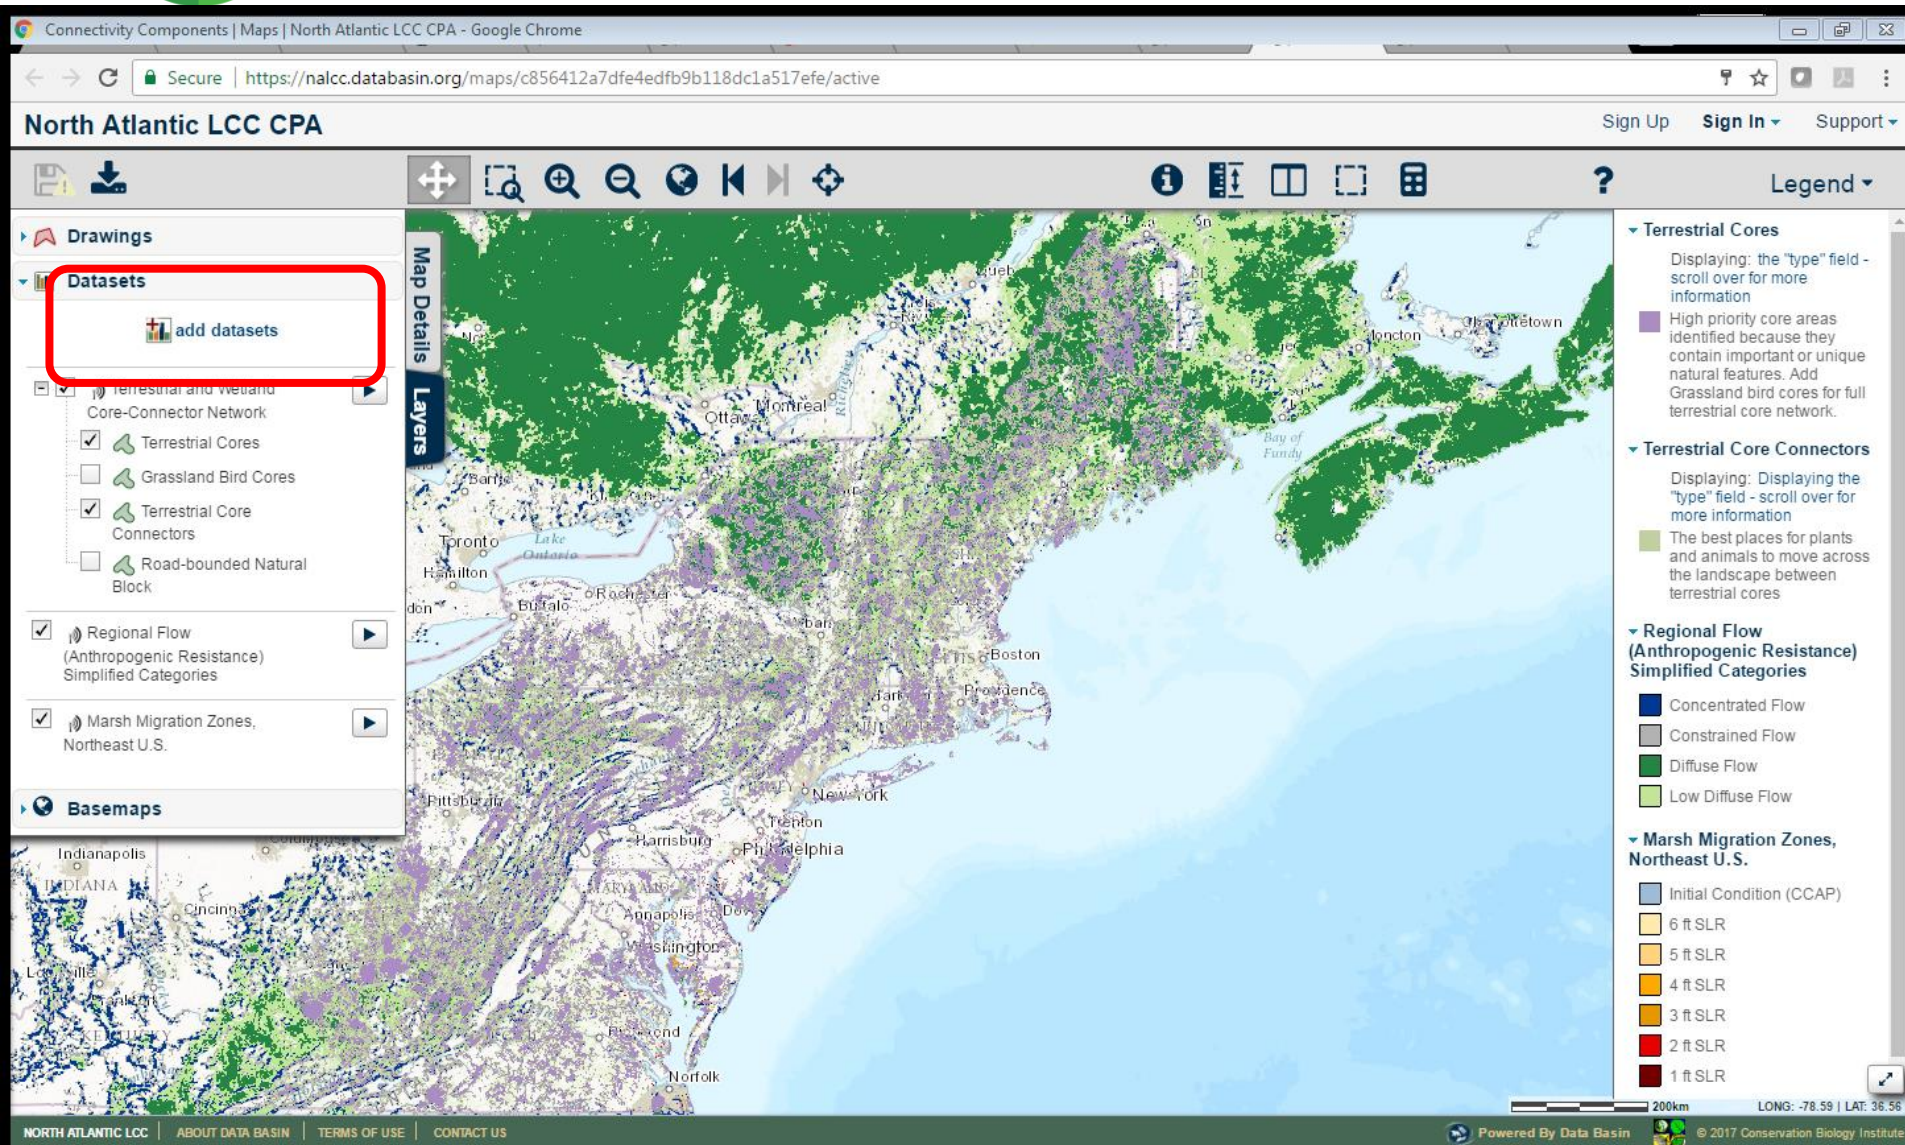 Connectivity Components | Maps | North Atlantic LCC CPA - Google Chrome
Secure | https://nalcc.databasin.org/maps/c856412a7dfe4edfb9b118dc1a517efe/active
North Atlantic LCC CPA
Sign Up Sign In Support
? Legend
Drawings
Datasets
add datasets
Terrestrial and Wetland
Core-Connector Network
Terrestrial Cores
Grassland Bird Cores
Terrestrial Core
Connectors
Road-bounded Natural
Block
Regional Flow
(Anthropogenic Resistance)
Simplified Categories
Marsh Migration Zones,
Northeast U.S.
Basemaps
Map Details
Layers
Ottawa
Montreal
Richelieu
Moncton
Charlottetown
Bay of
Fundy
Barrie
Toronto
Lake
Ontario
Hamilton
Buffalo
Rochester
Boston
Providence
New York
Pittsburgh
Trenton
Harrisburg
Philadelphia
Indianapolis
INDIANA
Cincinna
MARYLAND
Annapolis
Dov
Washington
Louisville
Frankfort
KENTUCKY
Richmond
Norfolk
Terrestrial Cores
Displaying: the "type" field -
scroll over for more
information
High priority core areas
identified because they
contain important or unique
natural features. Add
Grassland bird cores for full
terrestrial core network.
Terrestrial Core Connectors
Displaying: Displaying the
"type" field - scroll over for
more information
The best places for plants
and animals to move across
the landscape between
terrestrial cores
Regional Flow
(Anthropogenic Resistance)
Simplified Categories
Concentrated Flow
Constrained Flow
Diffuse Flow
Low Diffuse Flow
Marsh Migration Zones,
Northeast U.S.
Initial Condition (CCAP)
6 ft SLR
5 ft SLR
4 ft SLR
3 ft SLR
2 ft SLR
1 ft SLR
200km LONG: -78.59 | LAT: 36.56
NORTH ATLANTIC LCC | ABOUT DATA BASIN | TERMS OF USE | CONTACT US
Powered By Data Basin © 2017 Conservation Biology Institute